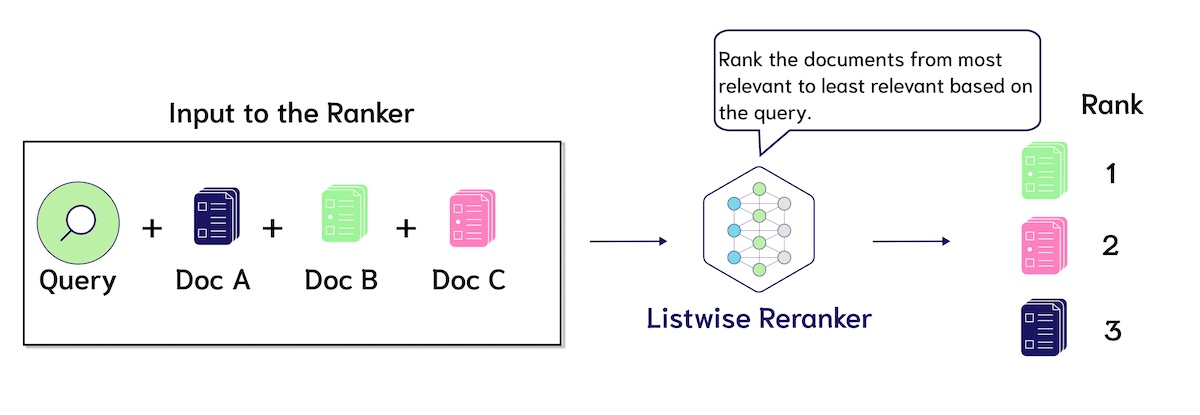 Input to the Ranker
Query + Doc A + Doc B + Doc C
Rank the documents from most
relevant to least relevant based on
the query.
Listwise Reranker
Rank
1
2
3